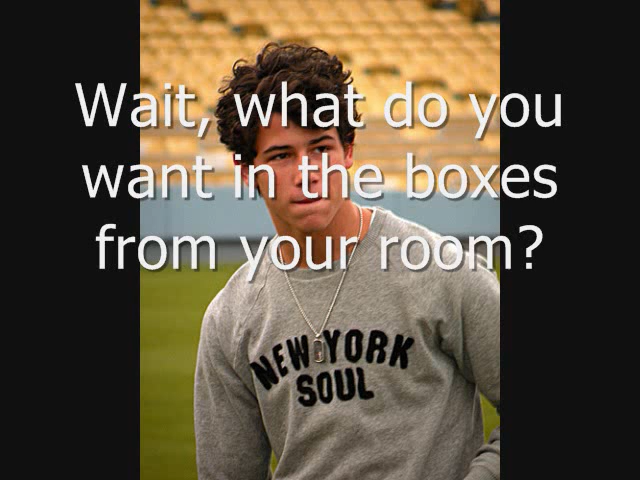 Wait, what do you
want in the boxes
from your room?
NEW YORK
SOUL